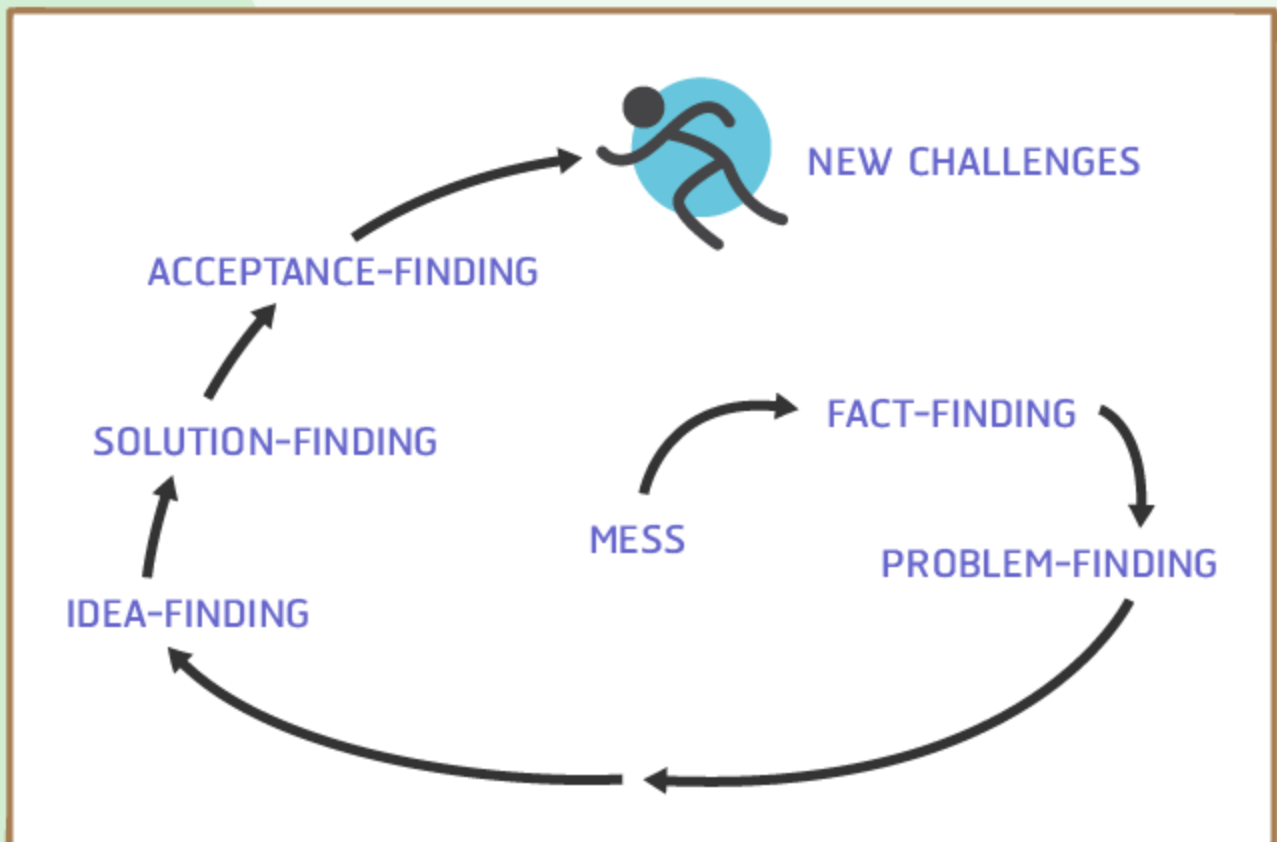 NEW CHALLENGES
ACCEPTANCE-FINDING
FACT-FINDING
SOLUTION-FINDING
MESS
PROBLEM-FINDING
IDEA-FINDING